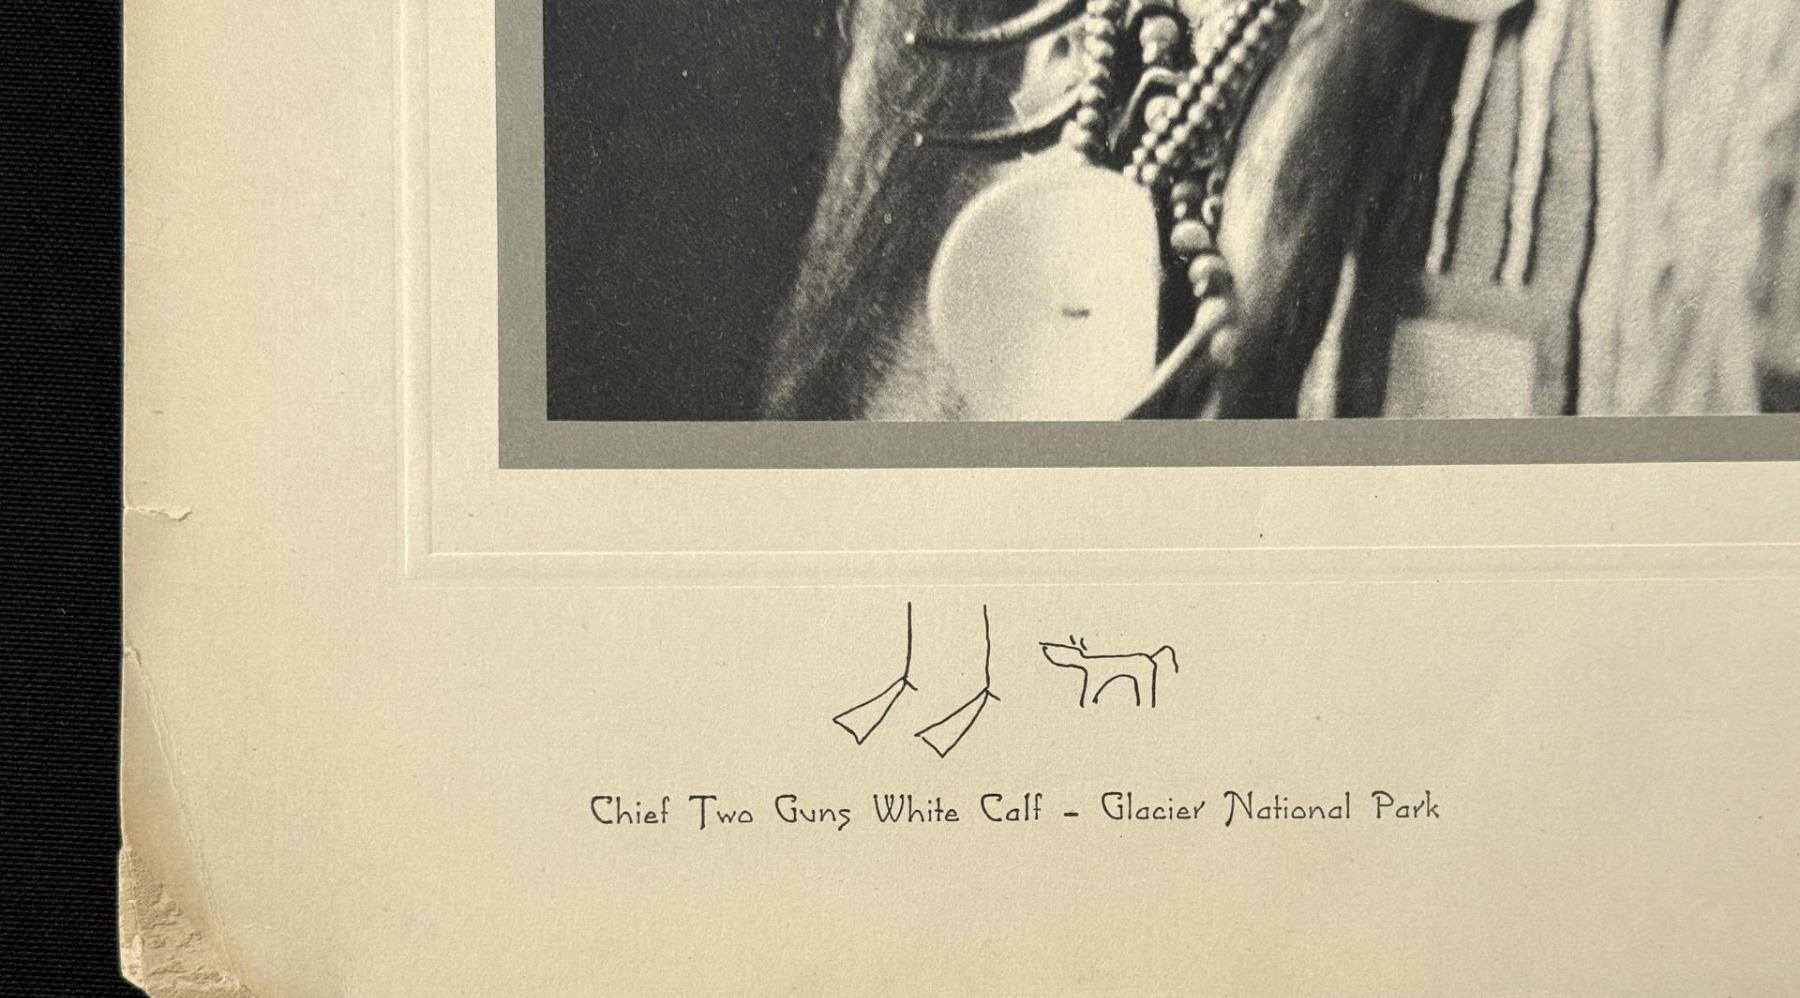 Chief Two Guns White Calf - Glacier National Park